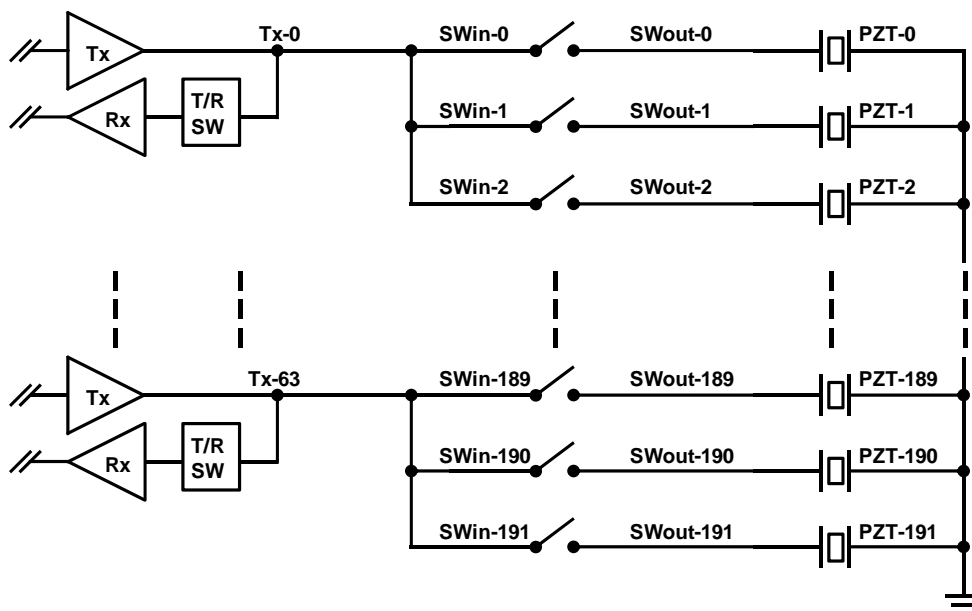 Tx-0 SWin-0 SWout-0 PZT-0
Tx
T/R
SW
Rx
SWin-1 SWout-1 PZT-1
SWin-2 SWout-2 PZT-2
Tx-63 SWin-189 SWout-189 PZT-189
Tx
T/R
SW
Rx
SWin-190 SWout-190 PZT-190
SWin-191 SWout-191 PZT-191